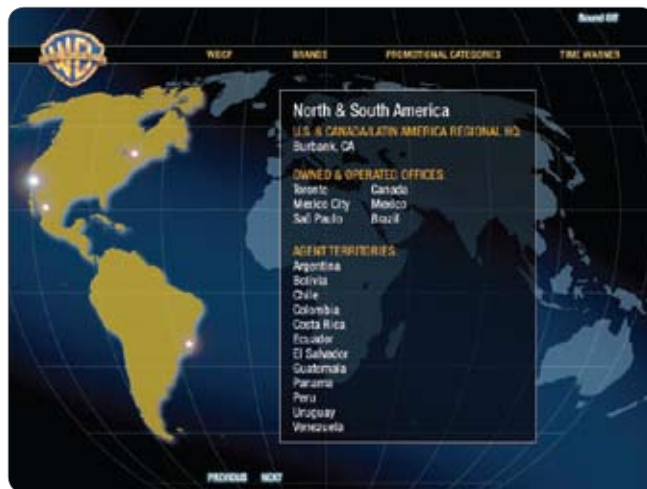 Sound Off
WBCP BRANDS PROMOTIONAL CATEGORIES TIME WARNER
North & South America
U.S. & CANADA/LATIN AMERICA REGIONAL HQ:
Burbank, CA
OWNED & OPERATED OFFICES:
Toronto Canada
Mexico City Mexico
Saõ Paulo Brazil
AGENT TERRITORIES:
Argentina
Bolivia
Chile
Colombia
Costa Rica
Ecuador
El Salvador
Guatemala
Panama
Peru
Uruguay
Venezuela
PREVIOUS NEXT